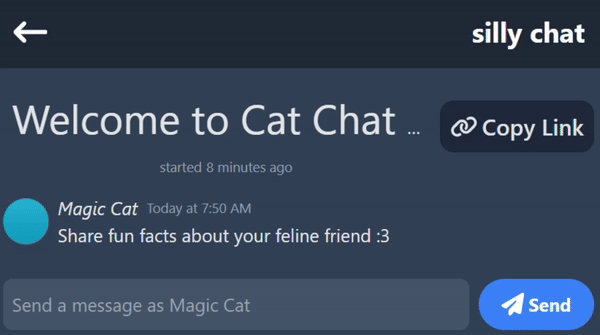 silly chat
Welcome to Cat Chat ...
Copy Link
started 8 minutes ago
Magic Cat Today at 7:50 AM
Share fun facts about your feline friend :3
Send a message as Magic Cat
Send